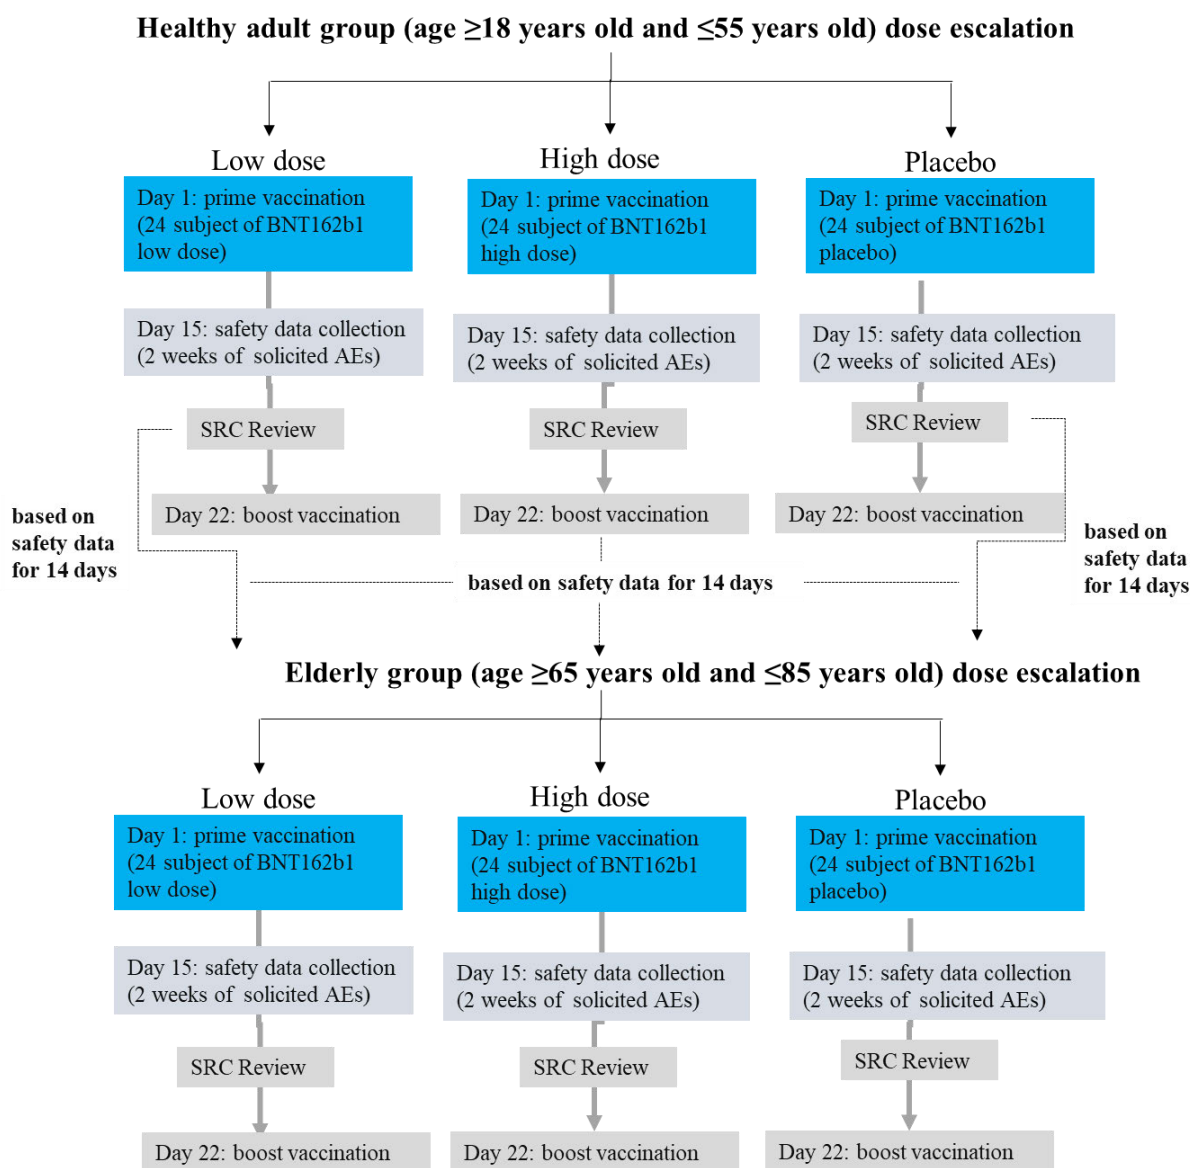 Healthy adult group (age ≥18 years old and ≤55 years old) dose escalation
Low dose
Day 1: prime vaccination
(24 subject of BNT162b1
low dose)
Day 15: safety data collection
(2 weeks of solicited AEs)
SRC Review
Day 22: boost vaccination
High dose
Day 1: prime vaccination
(24 subject of BNT162b1
high dose)
Day 15: safety data collection
(2 weeks of solicited AEs)
SRC Review
Day 22: boost vaccination
Placebo
Day 1: prime vaccination
(24 subject of BNT162b1
placebo)
Day 15: safety data collection
(2 weeks of solicited AEs)
SRC Review
Day 22: boost vaccination
based on
safety data
for 14 days
based on safety data for 14 days
based on
safety data
for 14 days
Elderly group (age ≥65 years old and ≤85 years old) dose escalation
Low dose
Day 1: prime vaccination
(24 subject of BNT162b1
low dose)
Day 15: safety data collection
(2 weeks of solicited AEs)
SRC Review
Day 22: boost vaccination
High dose
Day 1: prime vaccination
(24 subject of BNT162b1
high dose)
Day 15: safety data collection
(2 weeks of solicited AEs)
SRC Review
Day 22: boost vaccination
Placebo
Day 1: prime vaccination
(24 subject of BNT162b1
placebo)
Day 15: safety data collection
(2 weeks of solicited AEs)
SRC Review
Day 22: boost vaccination